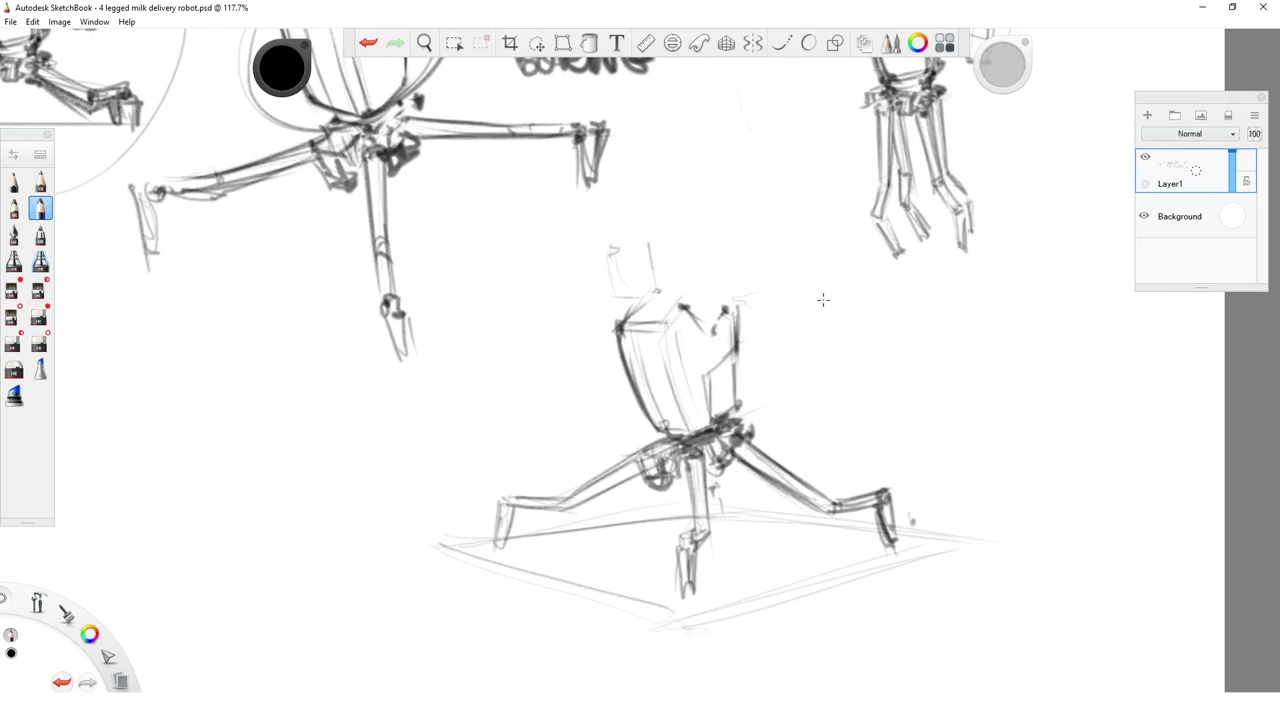 Autodesk SketchBook - 4 legged milk delivery robot.psd @ 117.7%
File Edit Image Window Help
Normal
100
Layer1
Background